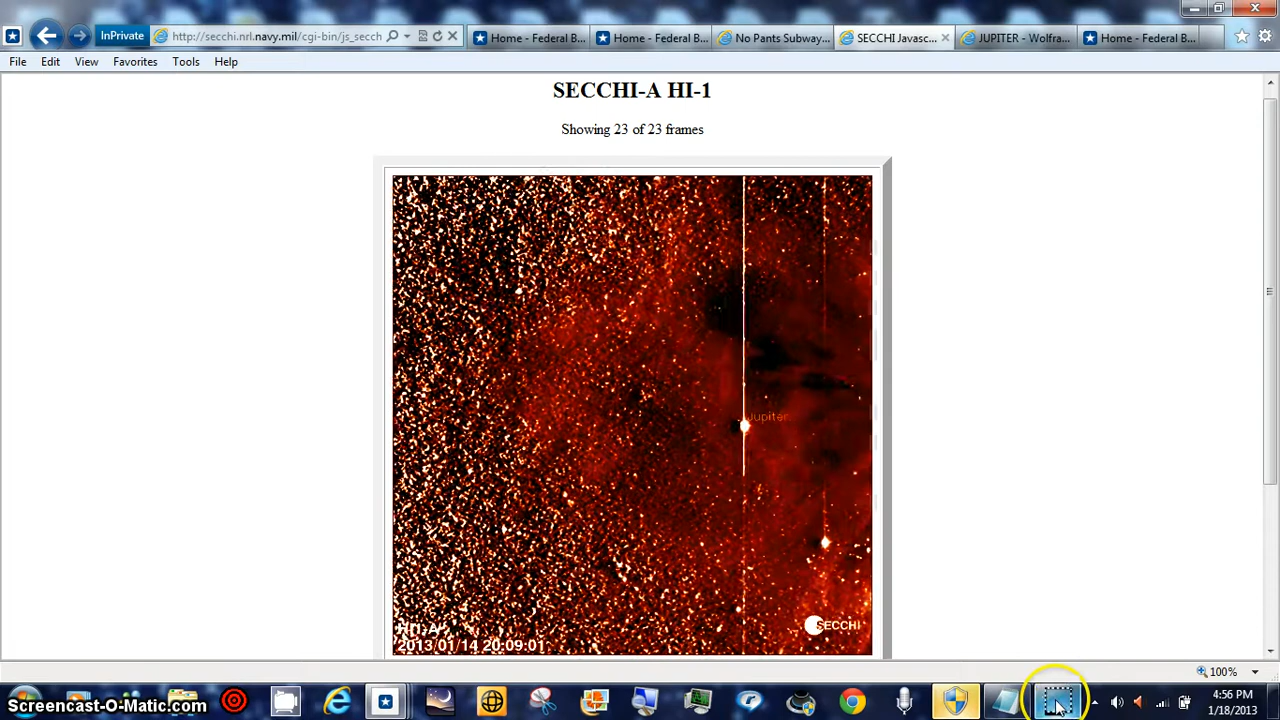 InPrivate
http://secchi.nrl.navy.mil/cgi-bin/js_secch
Home - Federal B...
Home - Federal B...
No Pants Subway...
SECCHI Javasc...
JUPITER - Wolfra...
Home - Federal B...
File Edit View Favorites Tools Help
SECCHI-A HI-1
Showing 23 of 23 frames
Jupiter
HI1-A
2013/01/14 20:09:01
SECCHI
100%
Screencast-O-Matic.com
4:56 PM
1/18/2013